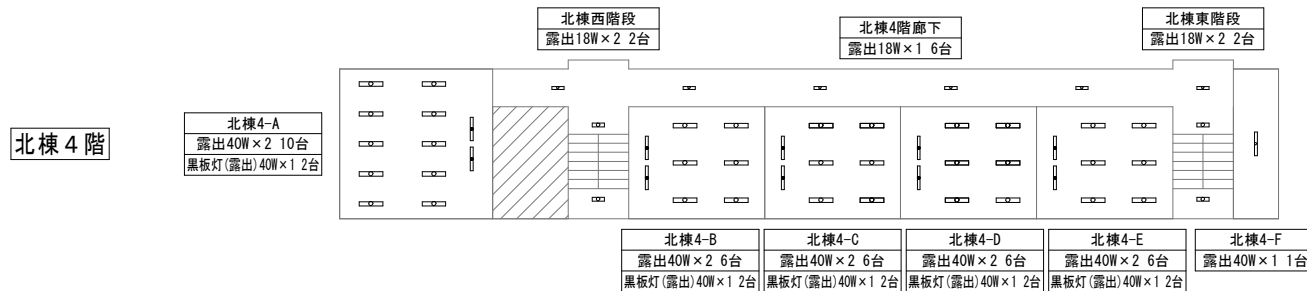 北棟西階段
露出18W×2 2台
北棟4階廊下
露出18W×1 6台
北棟東階段
露出18W×2 2台
北棟４階
北棟4-A
露出40W×2 10台
黒板灯(露出)40W×1 2台
北棟4-B
露出40W×2 6台
黒板灯(露出)40W×1 2台
北棟4-C
露出40W×2 6台
黒板灯(露出)40W×1 2台
北棟4-D
露出40W×2 6台
黒板灯(露出)40W×1 2台
北棟4-E
露出40W×2 6台
黒板灯(露出)40W×1 2台
北棟4-F
露出40W×1 1台